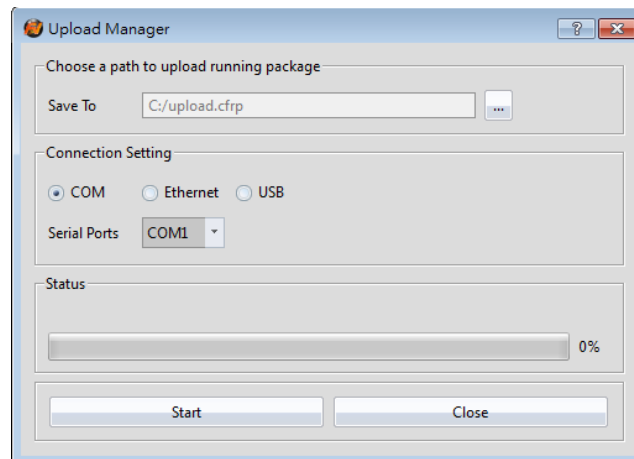 Upload Manager
Choose a path to upload running package
Save To C:/upload.cfrp ...
Connection Setting
COM Ethernet USB
Serial Ports COM1
Status
0%
Start Close